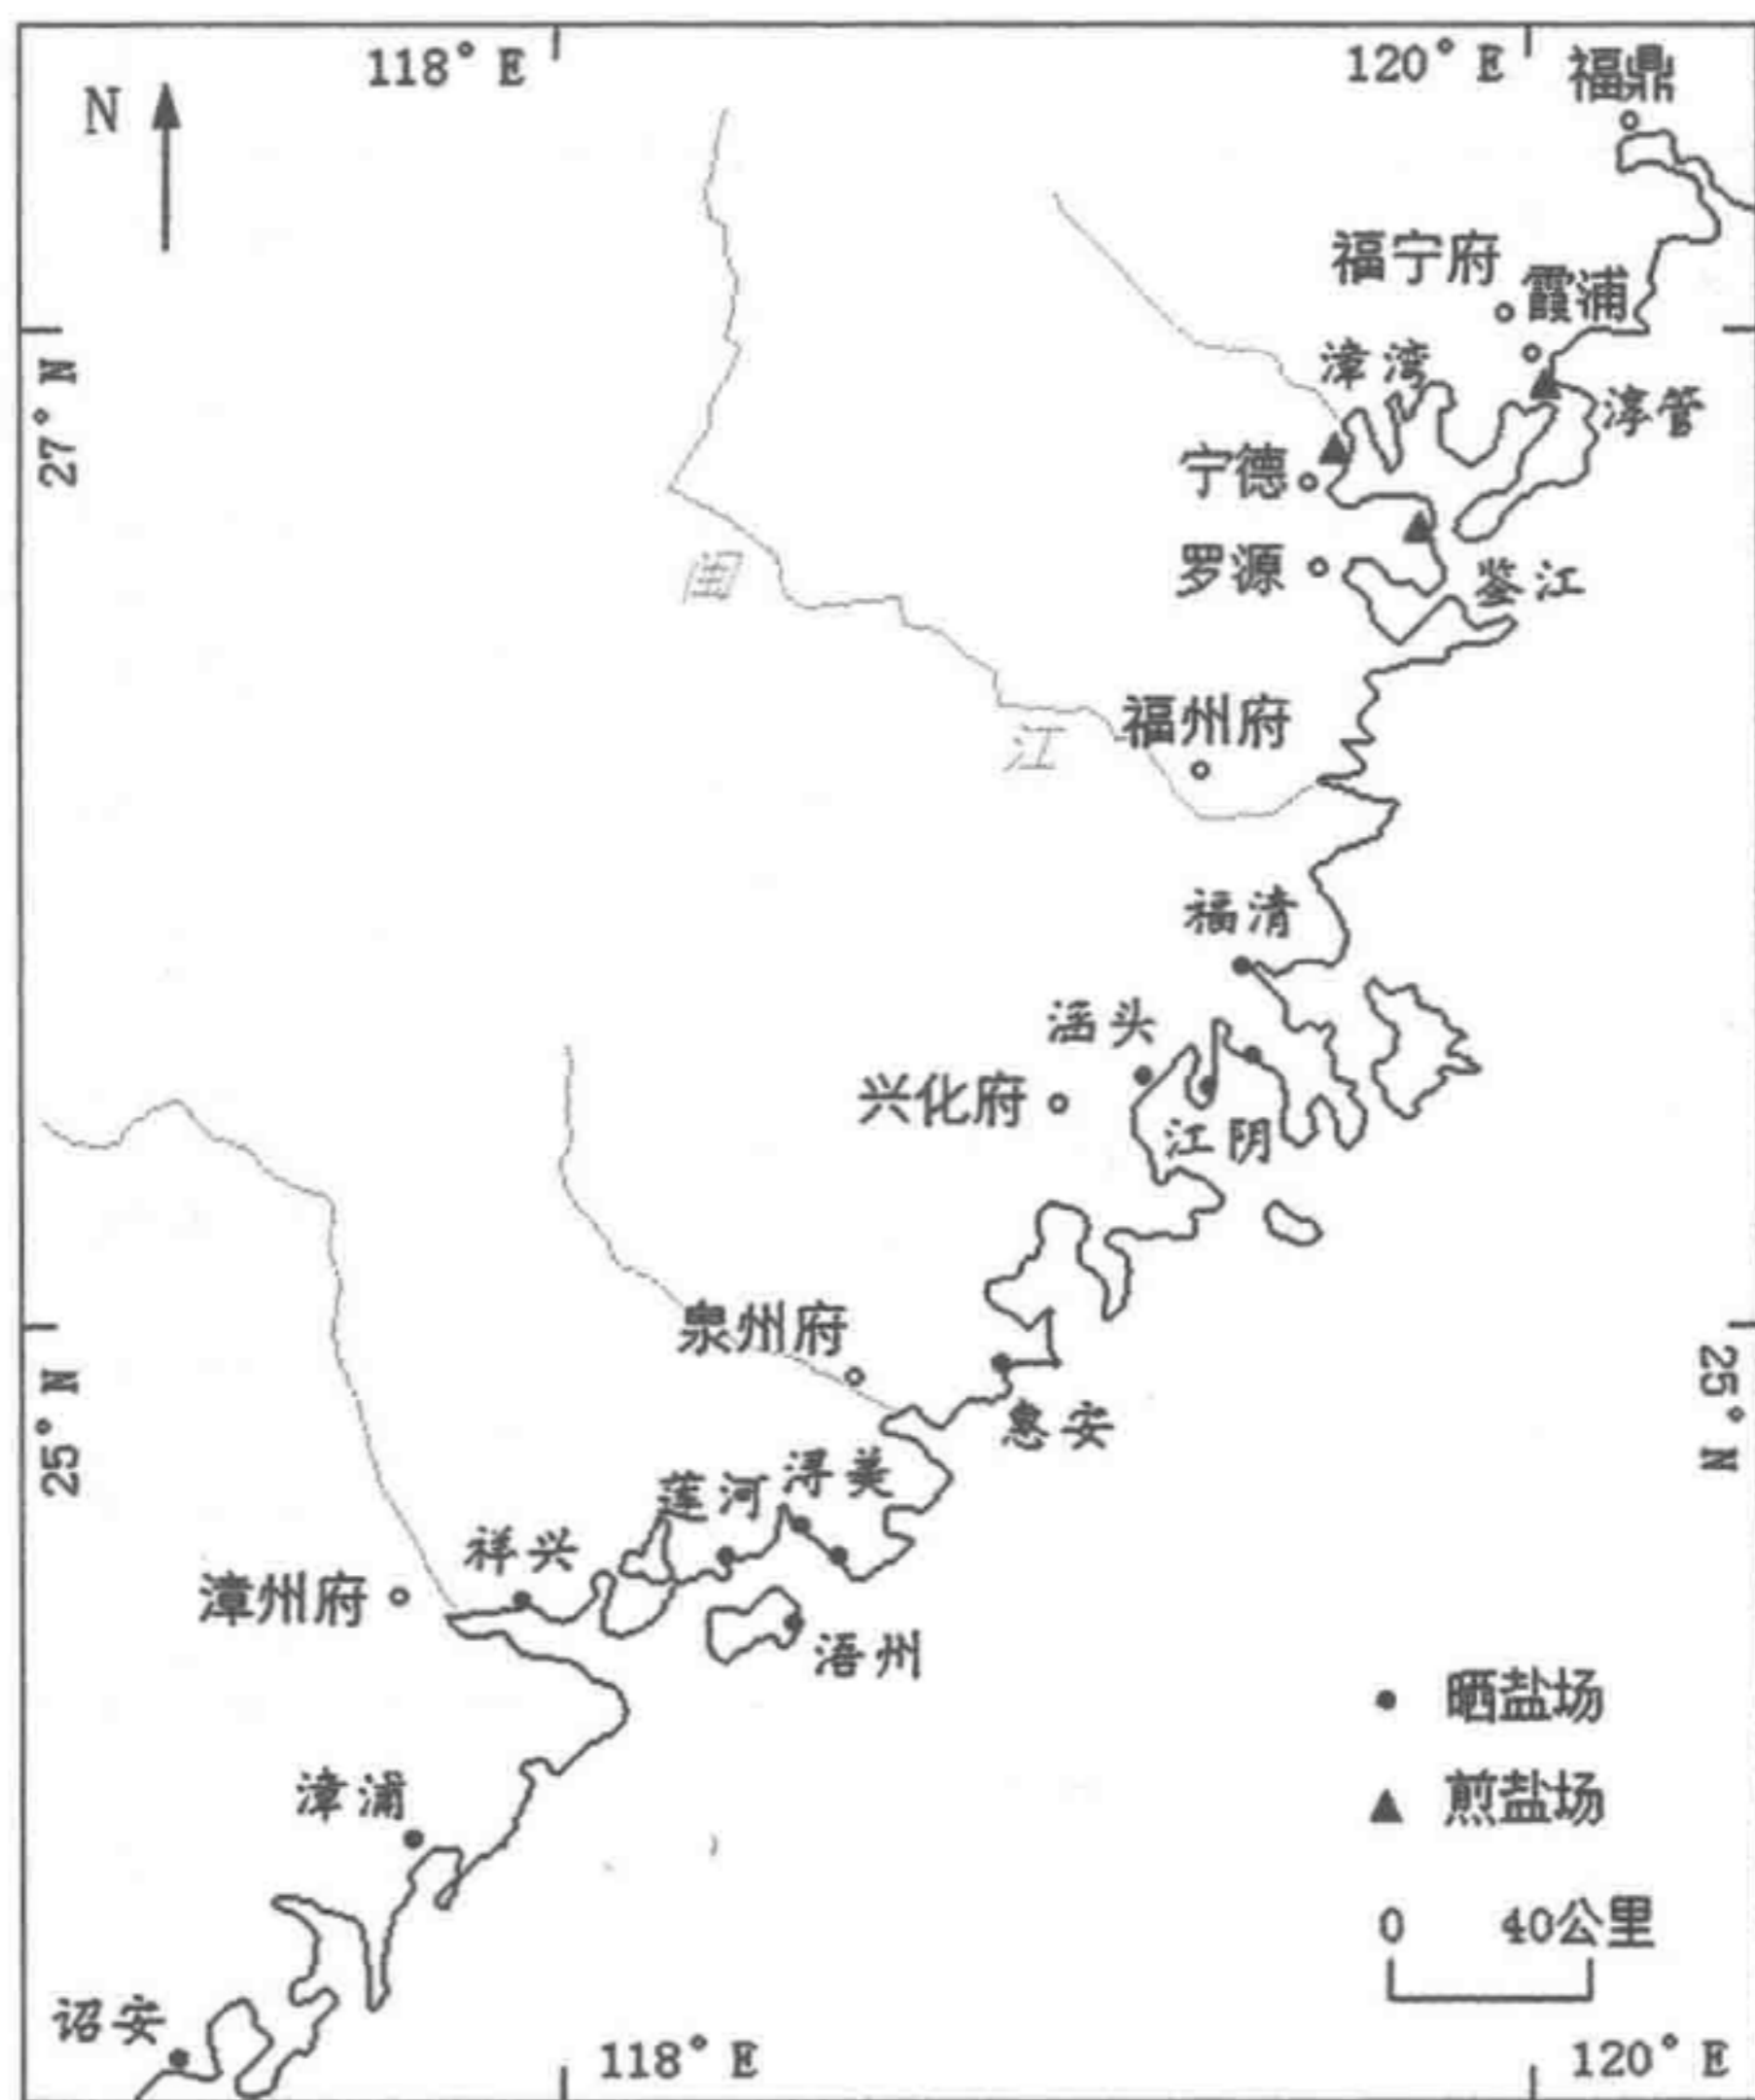 118° E
120° E
福鼎
N
福宁府
霞浦
漳湾
27° N
淳管
宁德
罗源
鉴江
闽
江
福州府
福清
涵头
兴化府
江阴
泉州府
25° N
25° N
惠安
浔美
莲河
祥兴
漳州府
浯州
晒盐场
漳浦
煎盐场
0 40公里
诏安
118° E
120° E